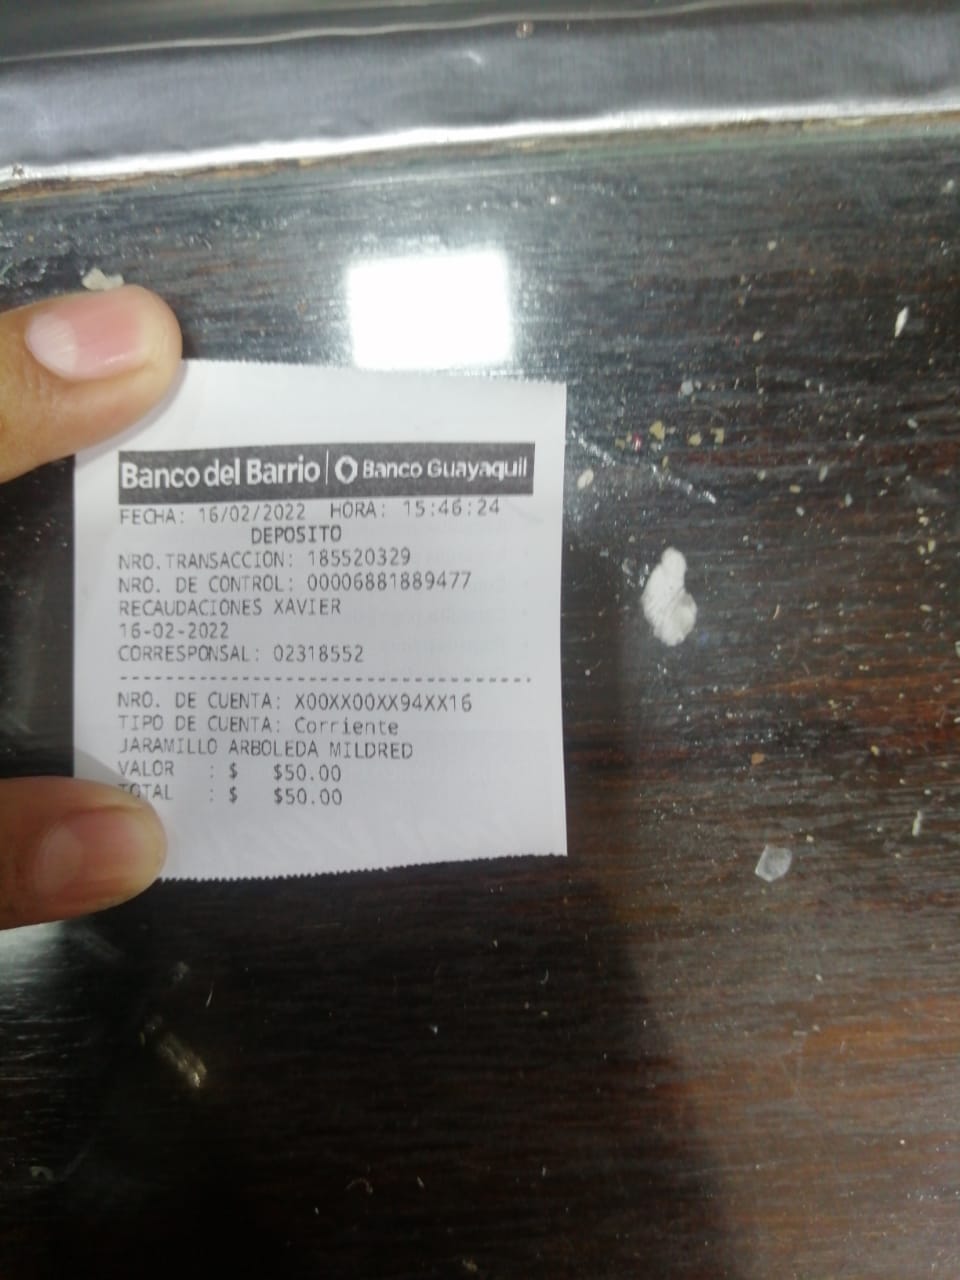 Banco del Barrio | Banco Guayaquil
FECHA: 16/02/2022 HORA: 15:46:24
DEPOSITO
NRO.TRANSACCION: 185520329
NRO. DE CONTROL: 00006881889477
RECAUDACIONES XAVIER
16-02-2022
CORRESPONSAL: 02318552
NRO. DE CUENTA: X00XX00XX94XX16
TIPO DE CUENTA: Corriente
JARAMILLO ARBOLEDA MILDRED
VALOR : $ $50.00
TOTAL : $ $50.00